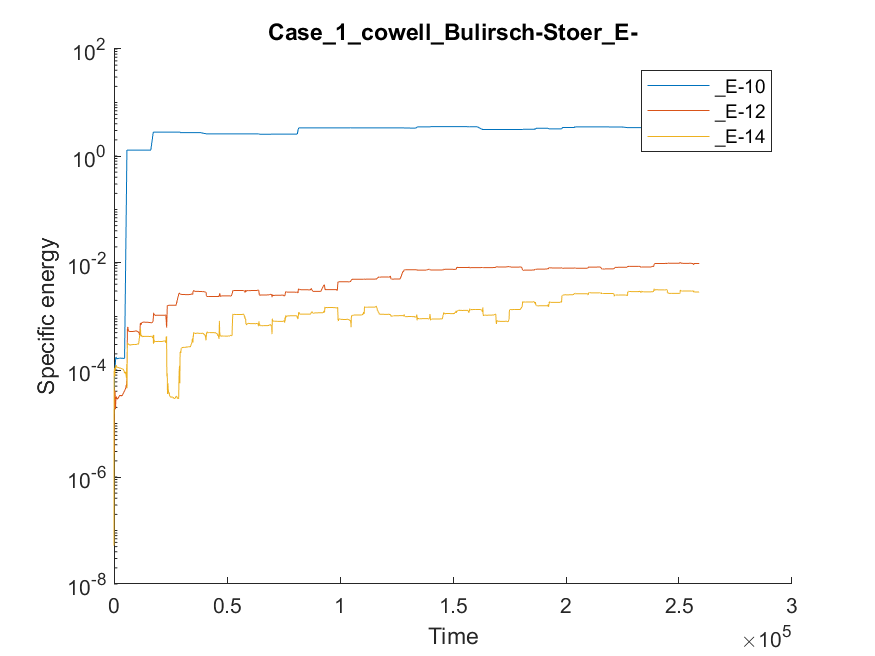 Case_1_cowell_Bulirsch-Stoer_E-
_E-10
_E-12
_E-14
10^2
10^0
10^-2
10^-4
10^-6
10^-8
Specific energy
0 0.5 1 1.5 2 2.5 3
Time
×10^5